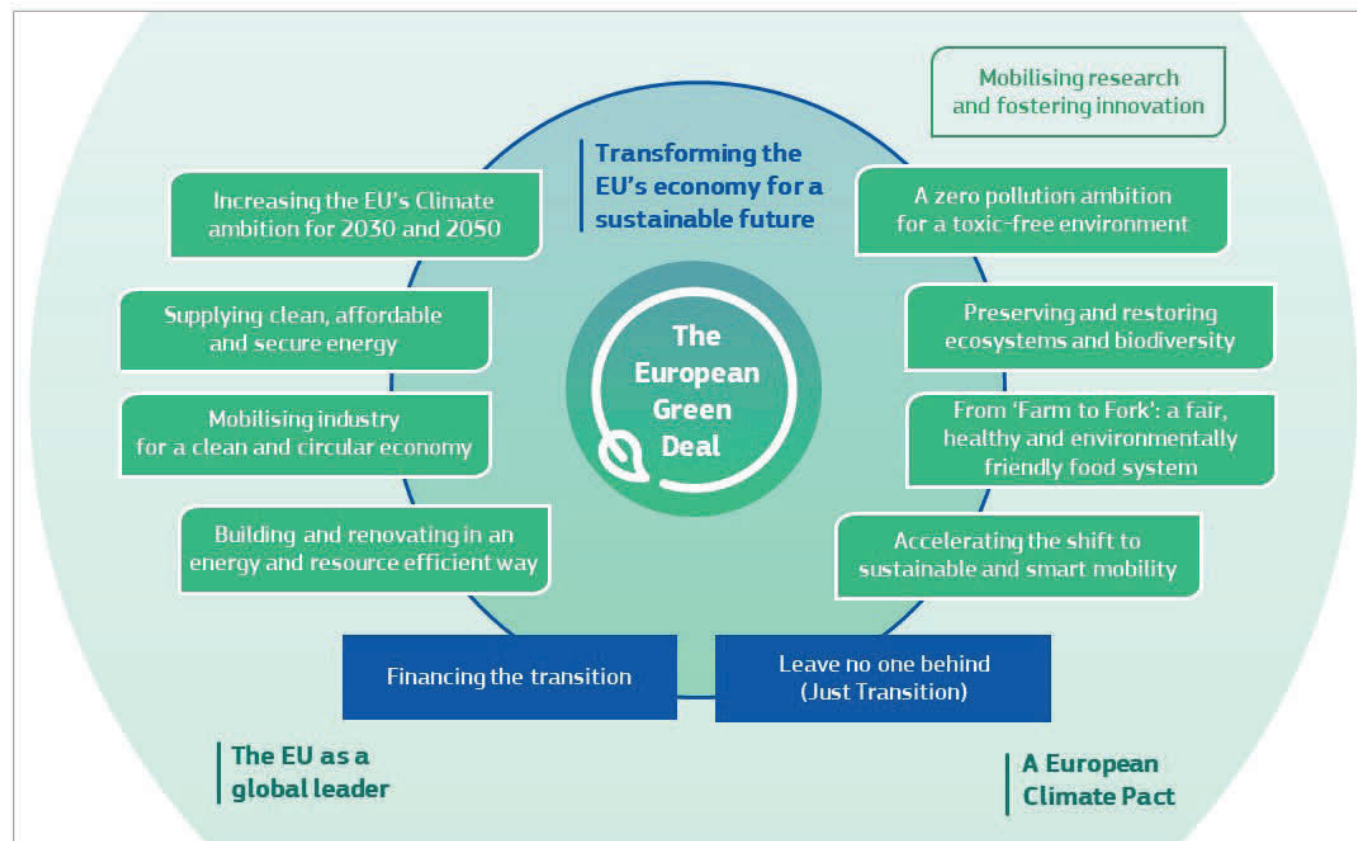 Mobilising research
and fostering innovation
Transforming the
EU's economy for a
sustainable future
Increasing the EU's Climate
ambition for 2030 and 2050
A zero pollution ambition
for a toxic-free environment
Supplying clean, affordable
and secure energy
Preserving and restoring
ecosystems and biodiversity
The
European
Green
Deal
Mobilising industry
for a clean and circular economy
From 'Farm to Fork': a fair,
healthy and environmentally
friendly food system
Building and renovating in an
energy and resource efficient way
Accelerating the shift to
sustainable and smart mobility
Financing the transition
Leave no one behind
(Just Transition)
The EU as a
global leader
A European
Climate Pact